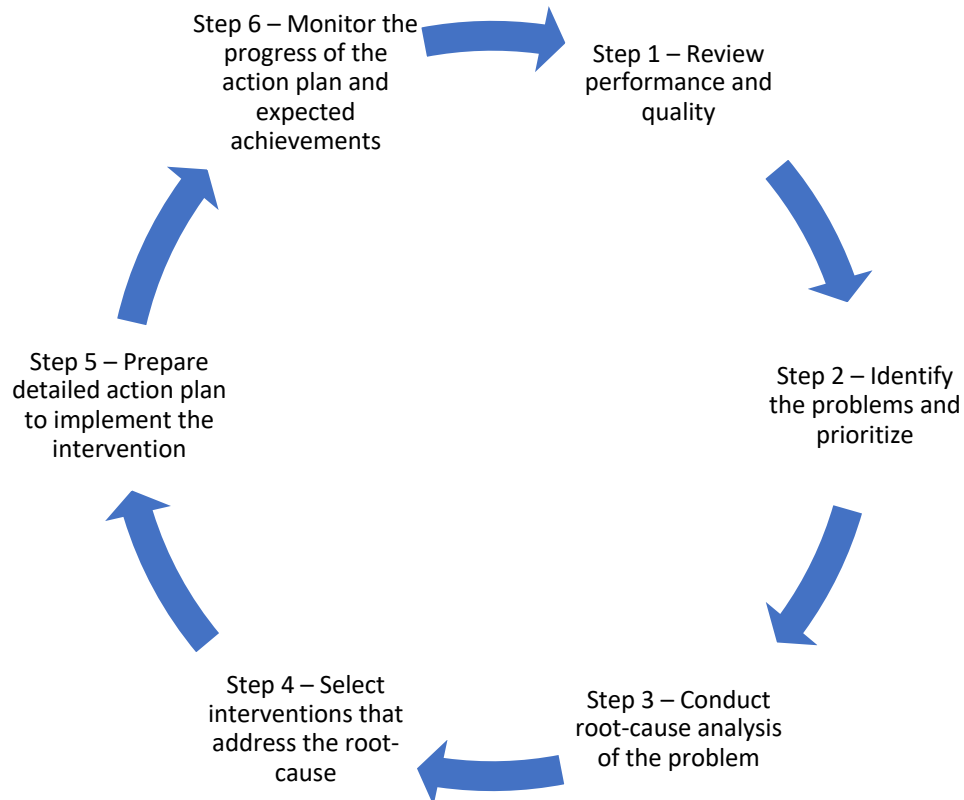 Step 1 – Review
performance and
quality
Step 2 – Identify
the problems and
prioritize
Step 3 – Conduct
root-cause analysis
of the problem
Step 4 – Select
interventions that
address the root-
cause
Step 5 – Prepare
detailed action plan
to implement the
intervention
Step 6 – Monitor the
progress of the
action plan and
expected
achievements